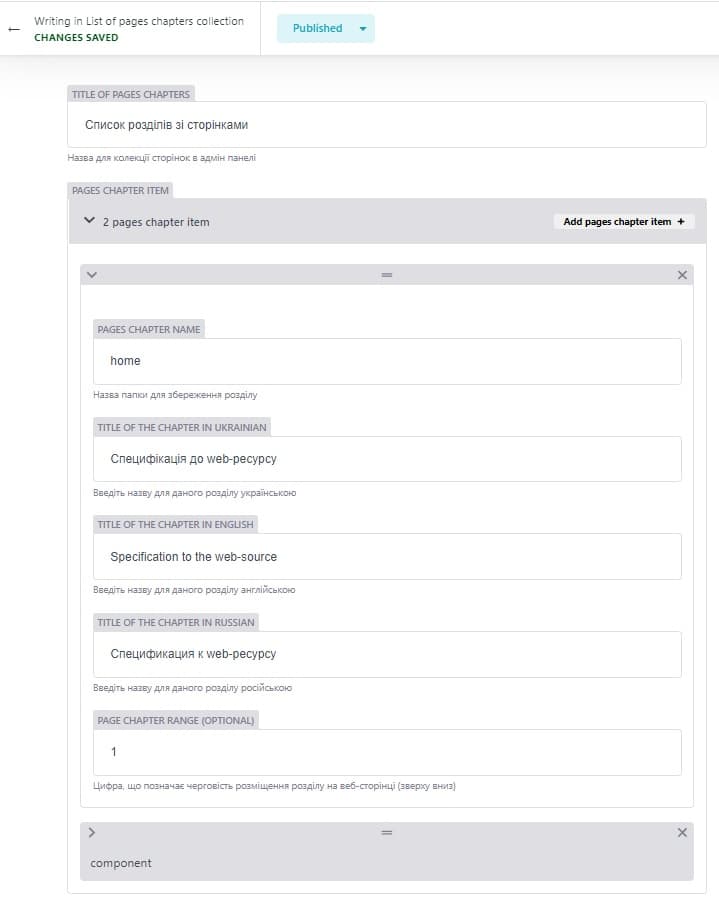 Writing in List of pages chapters collection
CHANGES SAVED
Published
TITLE OF PAGES CHAPTERS
Список розділів зі сторінками
Назва для колекції сторінок в адмін панелі
PAGES CHAPTER ITEM
2 pages chapter item
Add pages chapter item +
PAGES CHAPTER NAME
home
Назва папки для збереження розділу
TITLE OF THE CHAPTER IN UKRAINIAN
Специфікація до web-ресурсу
Введіть назву для даного розділу українською
TITLE OF THE CHAPTER IN ENGLISH
Specification to the web-source
Введіть назву для даного розділу англійською
TITLE OF THE CHAPTER IN RUSSIAN
Спецификация к web-ресурсу
Введіть назву для даного розділу російською
PAGE CHAPTER RANGE (OPTIONAL)
1
Цифра, що позначає черговість розміщення розділу на веб-сторінці (зверху вниз)
component